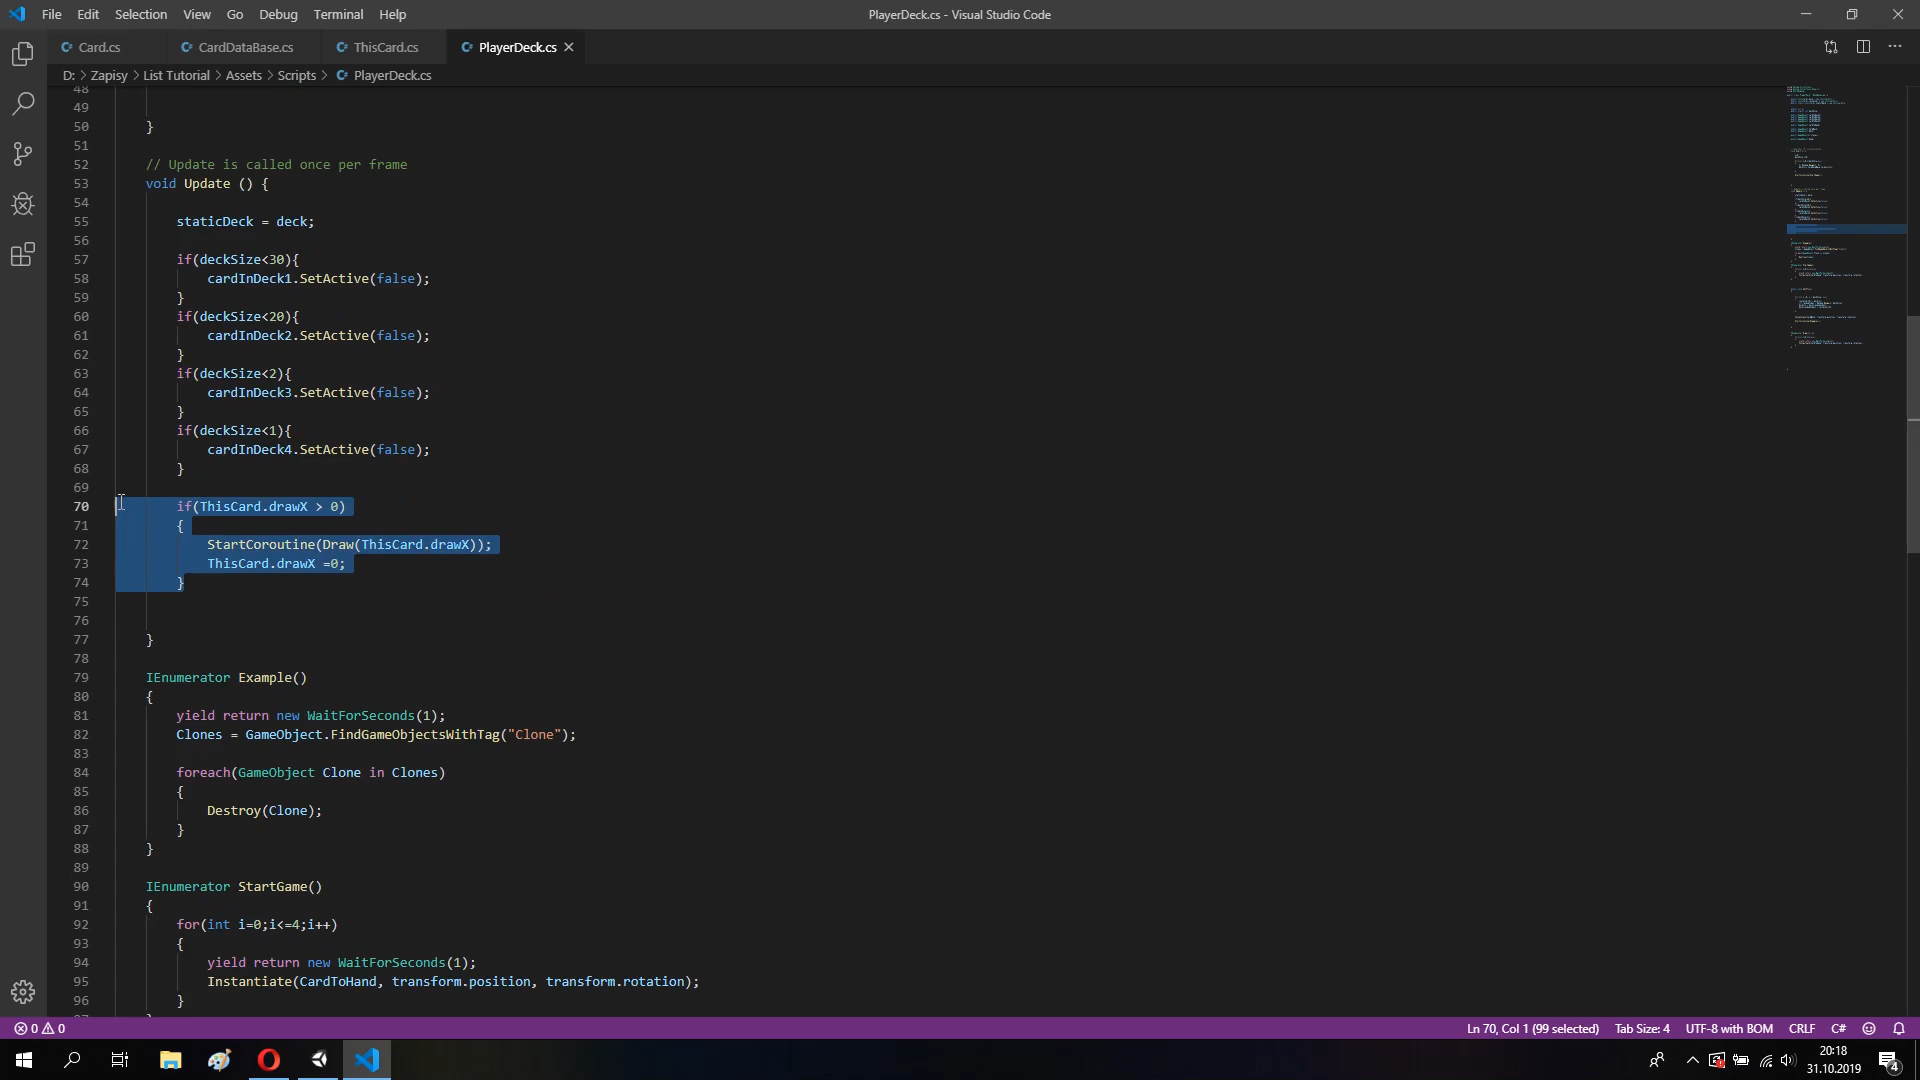 File Edit Selection View Go Debug Terminal Help
PlayerDeck.cs - Visual Studio Code
Card.cs CardDataBase.cs ThisCard.cs PlayerDeck.cs
D: > Zapisy > List Tutorial > Assets > Scripts > PlayerDeck.cs
48
49
50 }
51
52 // Update is called once per frame
53 void Update () {
54
55 staticDeck = deck;
56
57 if(deckSize<30){
58 cardInDeck1.SetActive(false);
59 }
60 if(deckSize<20){
61 cardInDeck2.SetActive(false);
62 }
63 if(deckSize<2){
64 cardInDeck3.SetActive(false);
65 }
66 if(deckSize<1){
67 cardInDeck4.SetActive(false);
68 }
69
70 if(ThisCard.drawX > 0)
71 {
72 StartCoroutine(Draw(ThisCard.drawX));
73 ThisCard.drawX =0;
74 }
75
76
77 }
78
79 IEnumerator Example()
80 {
81 yield return new WaitForSeconds(1);
82 Clones = GameObject.FindGameObjectsWithTag("Clone");
83
84 foreach(GameObject Clone in Clones)
85 {
86 Destroy(Clone);
87 }
88 }
89
90 IEnumerator StartGame()
91 {
92 for(int i=0;i<=4;i++)
93 {
94 yield return new WaitForSeconds(1);
95 Instantiate(CardToHand, transform.position, transform.rotation);
96 }
0 0 Ln 70, Col 1 (99 selected) Tab Size: 4 UTF-8 with BOM CRLF C#
20:18
31.10.2019
4